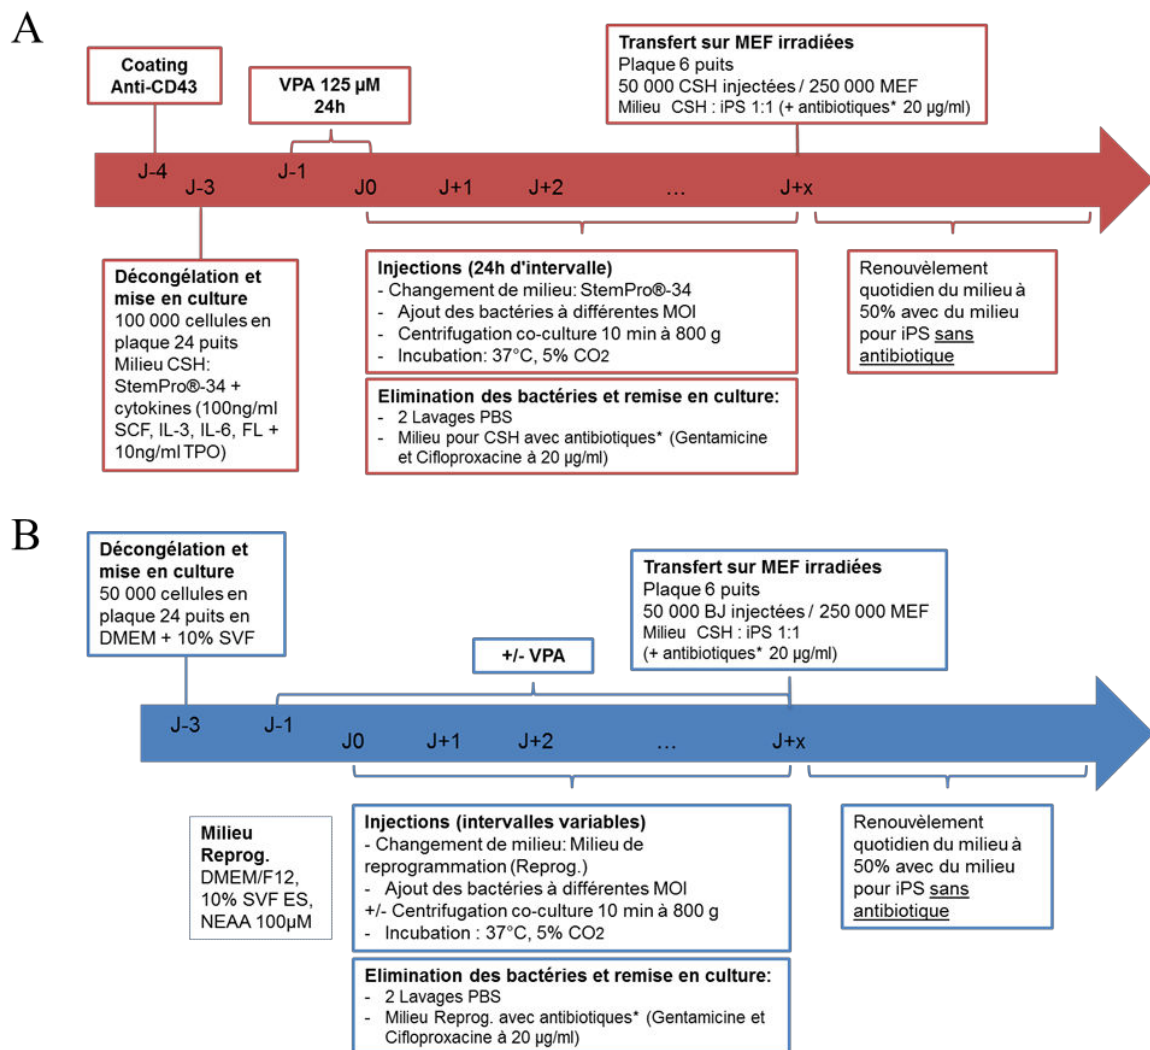 A
Coating
Anti-CD43
VPA 125 µM
24h
Transfert sur MEF irradiées
Plaque 6 puits
50 000 CSH injectées / 250 000 MEF
Milieu CSH : iPS 1:1 (+ antibiotiques* 20 µg/ml)
J-4
J-3
J-1
J0
J+1
J+2
...
J+x
Décongélation et
mise en culture
100 000 cellules en
plaque 24 puits
Milieu CSH:
StemPro®-34 +
cytokines (100ng/ml
SCF, IL-3, IL-6, FL +
10ng/ml TPO)
Injections (24h d'intervalle)
- Changement de milieu: StemPro®-34
- Ajout des bactéries à différentes MOI
- Centrifugation co-culture 10 min à 800 g
- Incubation: 37°C, 5% CO2
Elimination des bactéries et remise en culture:
- 2 Lavages PBS
- Milieu pour CSH avec antibiotiques* (Gentamicine
et Cifloproxacine à 20 µg/ml)
Renouvèlement
quotidien du milieu à
50% avec du milieu
pour iPS sans
antibiotique
B
Décongélation et
mise en culture
50 000 cellules en
plaque 24 puits en
DMEM + 10% SVF
+/- VPA
Transfert sur MEF irradiées
Plaque 6 puits
50 000 BJ injectées / 250 000 MEF
Milieu CSH : iPS 1:1
(+ antibiotiques* 20 µg/ml)
J-3
J-1
J0
J+1
J+2
...
J+x
Milieu
Reprog.
DMEM/F12,
10% SVF ES,
NEAA 100µM
Injections (intervalles variables)
- Changement de milieu: Milieu de
reprogrammation (Reprog.)
- Ajout des bactéries à différentes MOI
+/- Centrifugation co-culture 10 min à 800 g
- Incubation : 37°C, 5% CO2
Elimination des bactéries et remise en culture:
- 2 Lavages PBS
- Milieu Reprog. avec antibiotiques* (Gentamicine et
Cifloproxacine à 20 µg/ml)
Renouvèlement
quotidien du milieu à
50% avec du milieu
pour iPS sans
antibiotique